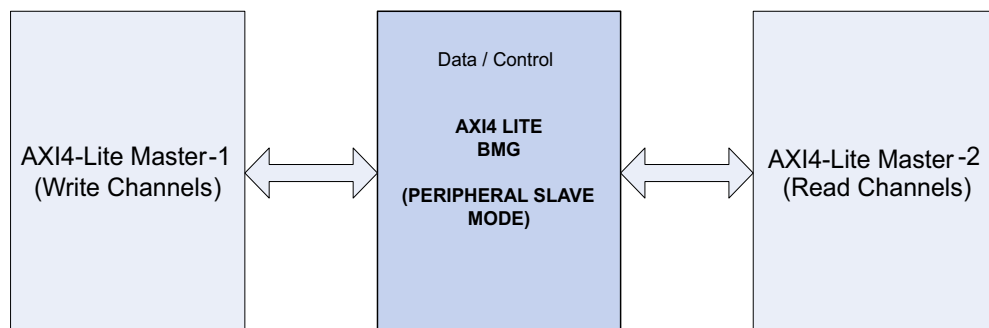 AXI4-Lite Master-1
(Write Channels)
Data / Control
AXI4 LITE
BMG
(PERIPHERAL SLAVE
MODE)
AXI4-Lite Master-2
(Read Channels)